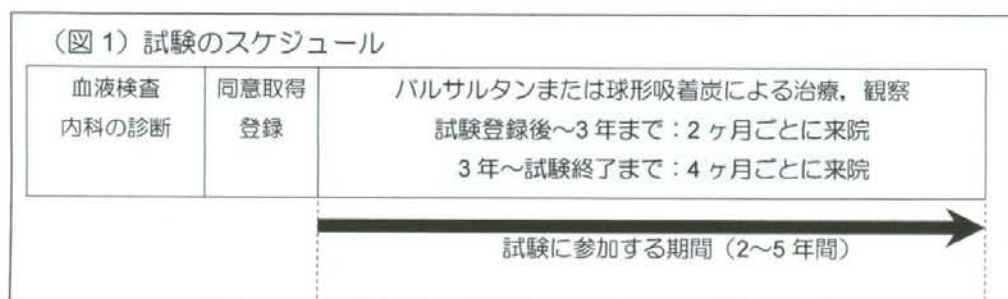 （図 1）試験のスケジュール
血液検査
内科の診断
同意取得
登録
バルサルタンまたは球形吸着炭による治療，観察
試験登録後～3 年まで：2 ヶ月ごとに来院
3 年～試験終了まで：4 ヶ月ごとに来院
試験に参加する期間（2～5 年間）